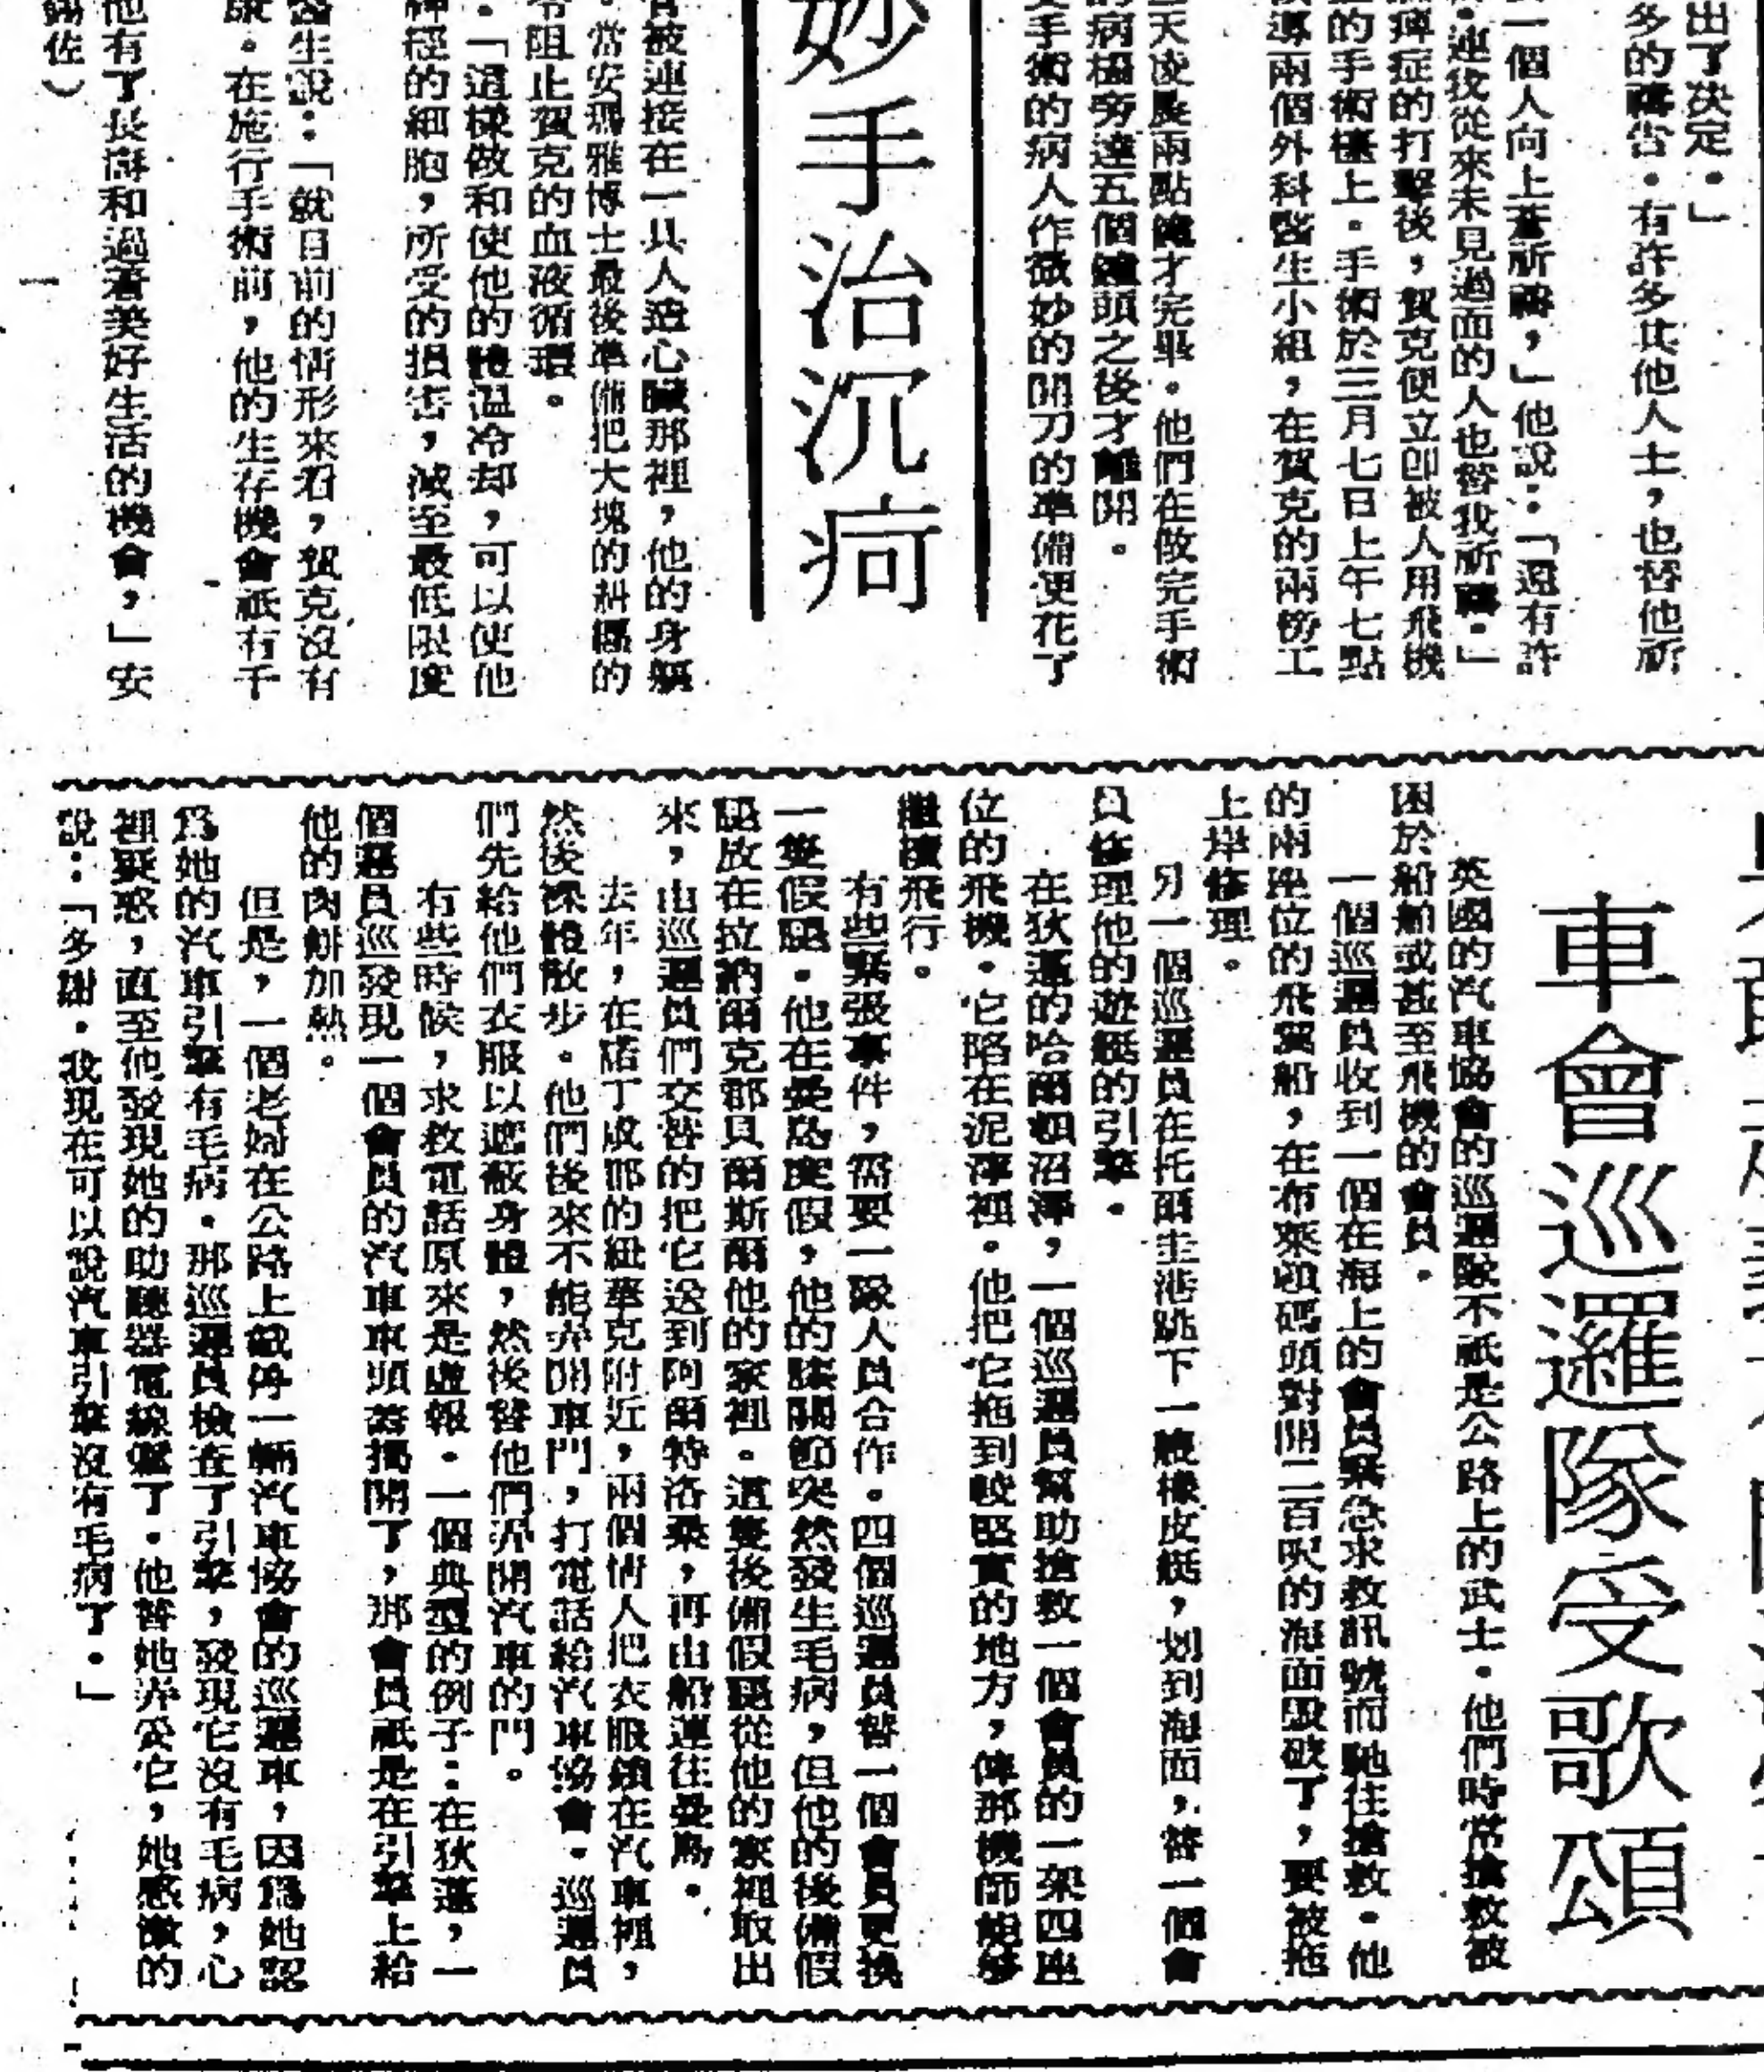 出了決定。」
多的禱告。有許多其他人士，也替他祈
一個人向上蒼祈禱，」他說：「還有許
連我從來未見過面的人也替我祈禱。」
痺症的打擊後，賀克便立卽被人用飛機
的手術檯上。手術於三月七日上午七點
導兩個外科醫生小組，在賀克的兩傍工
天凌晨兩點鐘才完畢。他們在做完手術
病榻旁達五個鐘頭之後才離開。
手術的病人作微妙的開刀的準備便花了
妙手治沉疴
被連接在一具人造心臟那裡，他的身軀
當安瑪雅博士最後準備把大塊的
阻止賀克的血液循環。
「這樣做和使他的體溫冷却，可以使他
神經的細胞，所受的損害，減至最低限度
醫生說：「就目前的情形來看，賀克沒有
。在施行手術前，他的生存機會祇有千
他有了長壽和過着美好生活的機會，」安
佐）
車會巡邏隊受歌頌
英國的汽車協會的巡邏隊不祇是公路上的武士。他們時常搶救被
困於船舶或甚至飛機的會員。
一個巡邏員收到一個在海上的會員緊急求救訊號而馳往搶救。他
的兩座位的飛翼船，在布萊頓碼頭對開二百呎的海面毀破了，要被拖
上岸修理。
另一個巡邏員在托爾圭港跳下一艘橡皮艇，划到海面，替一個會
員修理他的遊艇的引擎。
在狄蓮的哈爾頓沼澤，一個巡邏員幫助搶救一個會員的一架四座
位的飛機。它陷在泥潭裡。他把它拖到較堅實的地方，俾那機師能够
繼續飛行。
有些緊張事件，需要一隊人員合作。四個巡邏員替一個會員更換
一隻假腿。他在曼島度假，他的膝關節突然發生毛病，但他的後備假
腿放在拉納爾克郡貝爾斯爾他的家裡。這隻後備假腿從他的家裡取出
來，由巡邏員們交替的把它送到阿爾特洛桑，再由船運往曼島。
去年，在諾丁咸郡的紐華克附近，兩個情人把衣服鎖在汽車裡，
然後裸體散步。他們後來不能弄開車門，打電話給汽車協會。巡邏員
們先給他們衣服以遮蔽身體，然後替他們弄開汽車的門。
有些時候，求救電話原來是虛報。一個典型的例子：在狄蓮，一
個邏員巡發現一個會員的汽車車頭蓋揭開了，那會員祇是在引擎上給
他的肉餅加熱。
但是，一個老婦在公路上截停一輛汽車協會的巡邏車，因爲她認
爲她的汽車引擎有毛病。那巡邏員檢查了引擎，發現它沒有毛病，心
裡疑惑，直至他發現她的助聽器電線壞了。他替她弄妥它，她感激的
說：「多謝。我現在可以說汽車引擎沒有毛病了。」